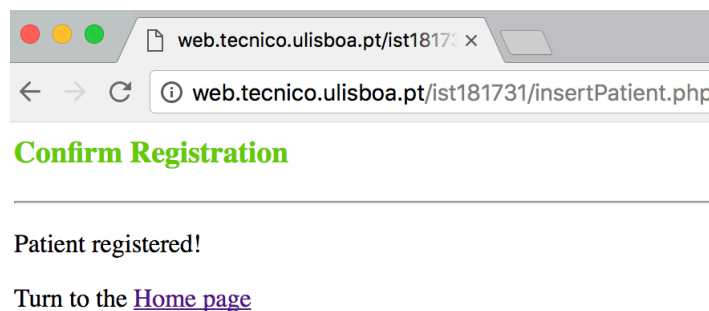 web.tecnico.ulisboa.pt/ist1817
web.tecnico.ulisboa.pt/ist181731/insertPatient.php
Confirm Registration
Patient registered!
Turn to the Home page